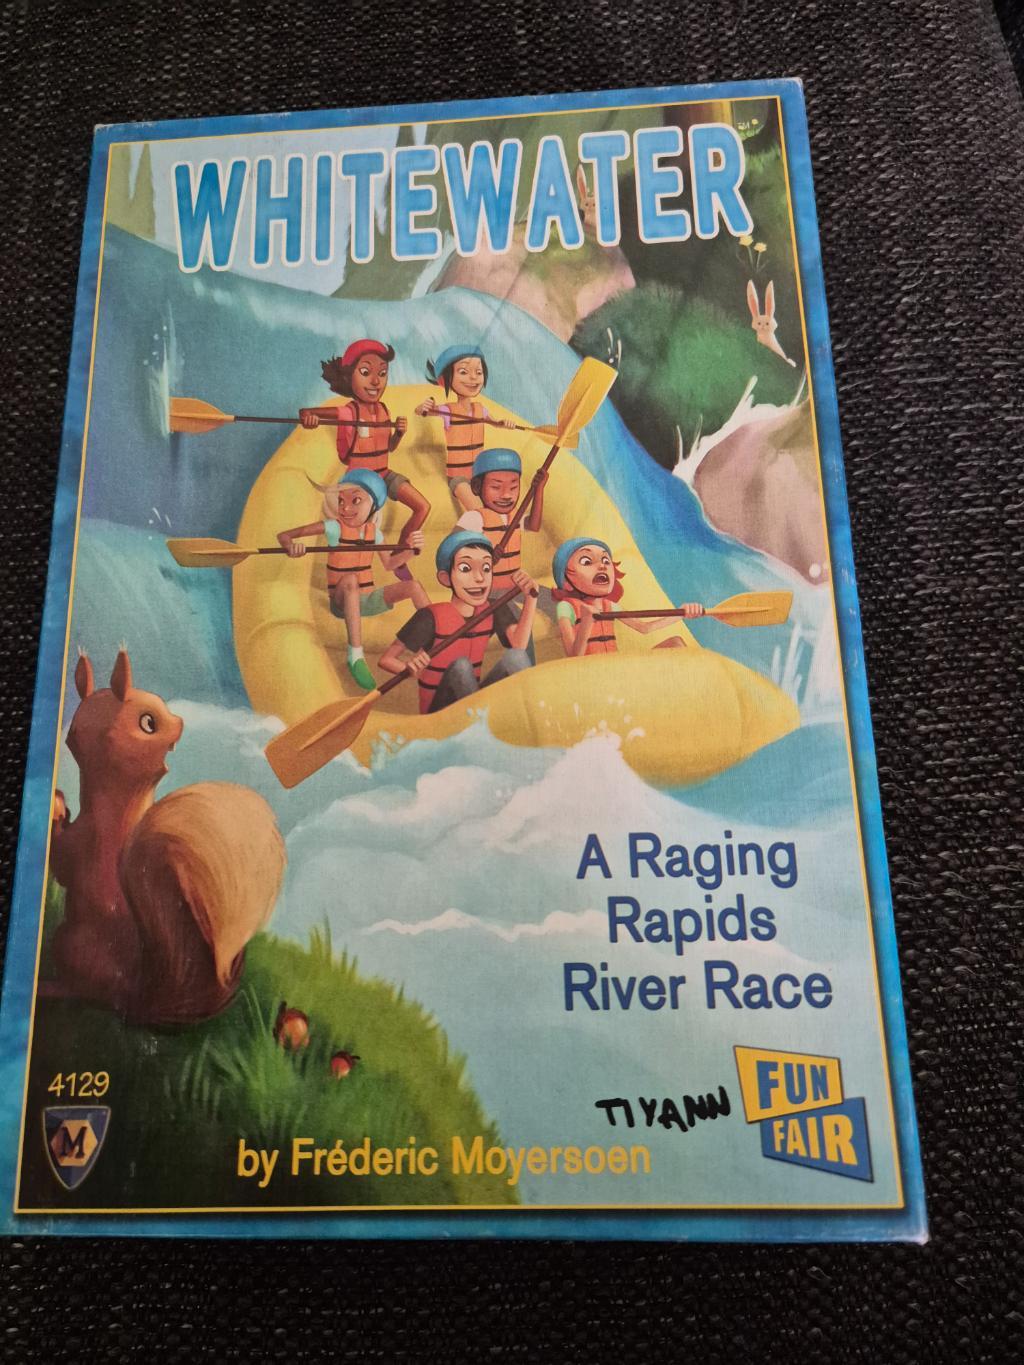 WHITEWATER
A Raging
Rapids
River Race
4129
M
TIYANN
FUN
FAIR
by Fréderic Moyersoen